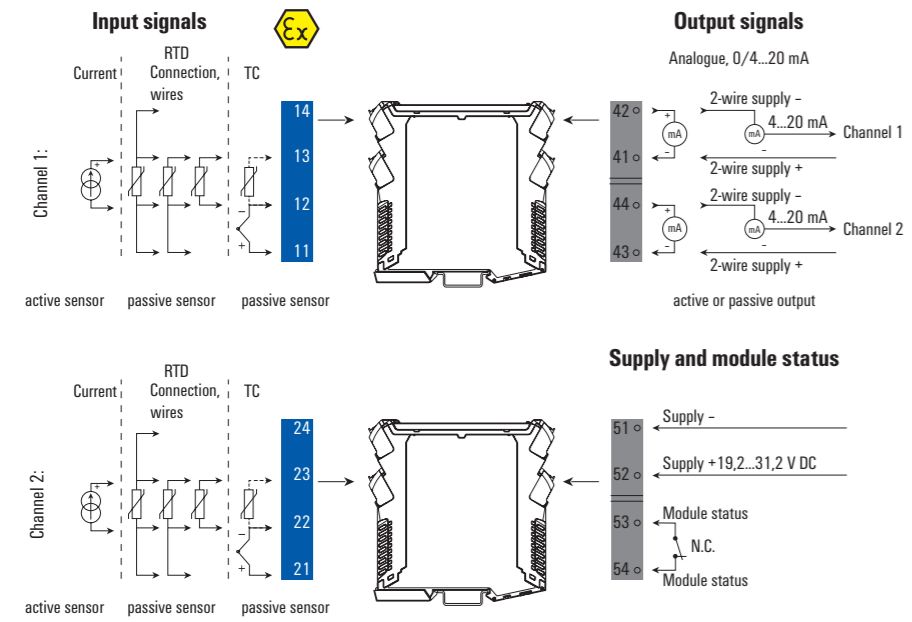 Input signals
Ex
Output signals
Analogue, 0/4...20 mA
Current
RTD
Connection,
wires
TC
Channel 1:
+
−
+
14
13
12
11
active sensor
passive sensor
passive sensor
42
41
44
43
+
mA
-
2-wire supply −
mA
4...20 mA
Channel 1
-
2-wire supply +
+
mA
-
2-wire supply −
mA
4...20 mA
Channel 2
-
2-wire supply +
active or passive output
Supply and module status
Current
RTD
Connection,
wires
TC
Channel 2:
+
−
+
24
23
22
21
active sensor
passive sensor
passive sensor
51
52
53
54
Supply −
Supply +19,2...31,2 V DC
Module status
N.C.
Module status